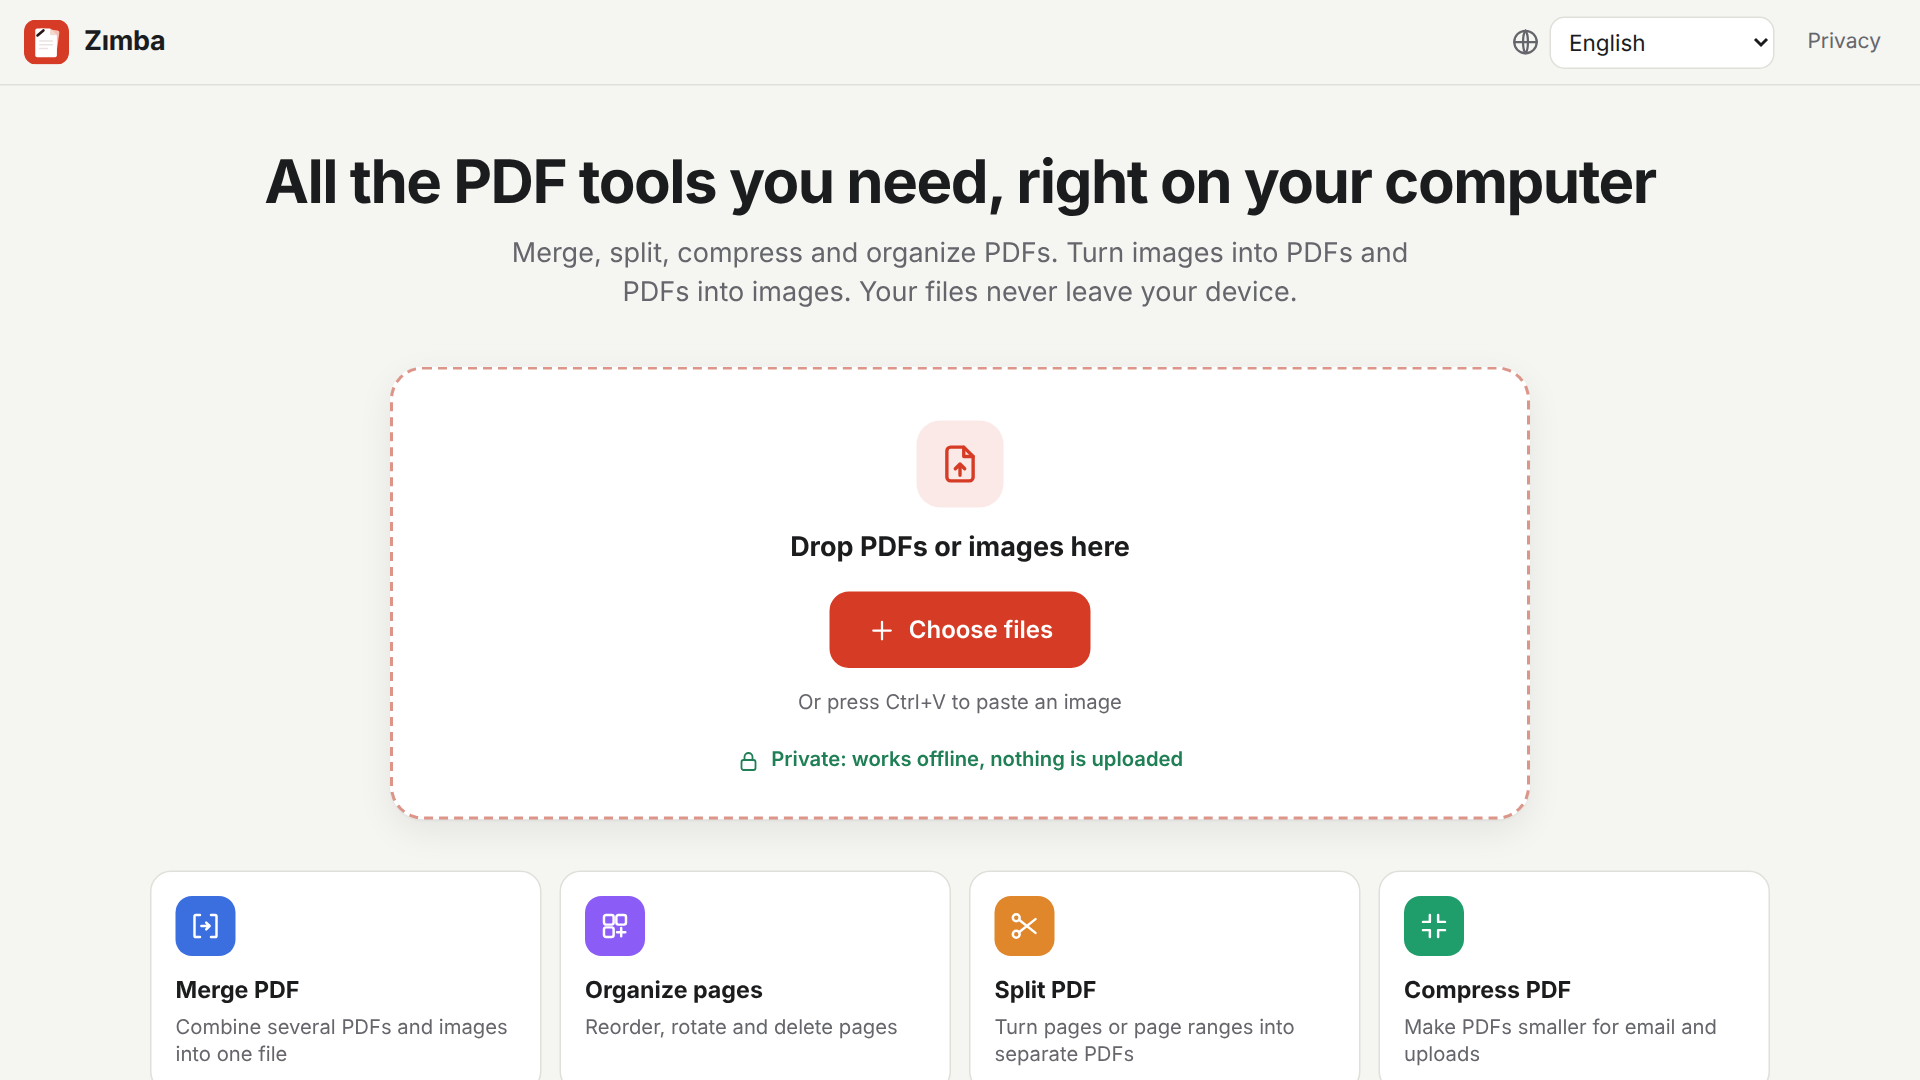 Zımba
English
Privacy
All the PDF tools you need, right on your computer
Merge, split, compress and organize PDFs. Turn images into PDFs and
PDFs into images. Your files never leave your device.
Drop PDFs or images here
Choose files
Or press Ctrl+V to paste an image
Private: works offline, nothing is uploaded
Merge PDF
Combine several PDFs and images
into one file
Organize pages
Reorder, rotate and delete pages
Split PDF
Turn pages or page ranges into
separate PDFs
Compress PDF
Make PDFs smaller for email and
uploads